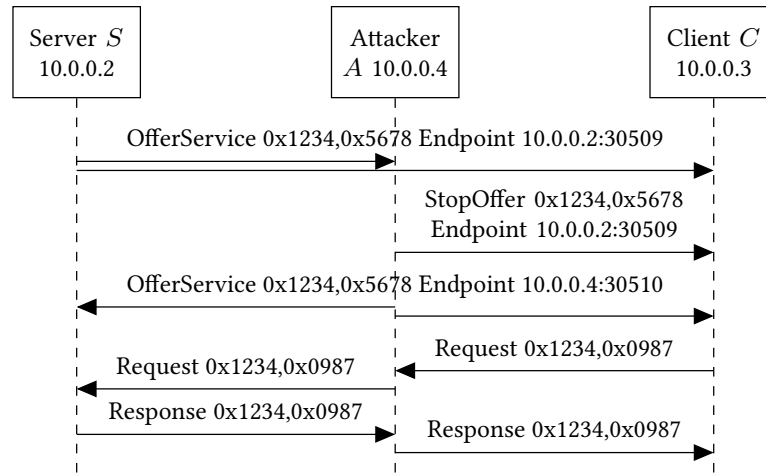 Server S
10.0.0.2
Attacker
A 10.0.0.4
Client C
10.0.0.3
OfferService 0x1234,0x5678 Endpoint 10.0.0.2:30509
StopOffer 0x1234,0x5678
Endpoint 10.0.0.2:30509
OfferService 0x1234,0x5678 Endpoint 10.0.0.4:30510
Request 0x1234,0x0987
Request 0x1234,0x0987
Response 0x1234,0x0987
Response 0x1234,0x0987